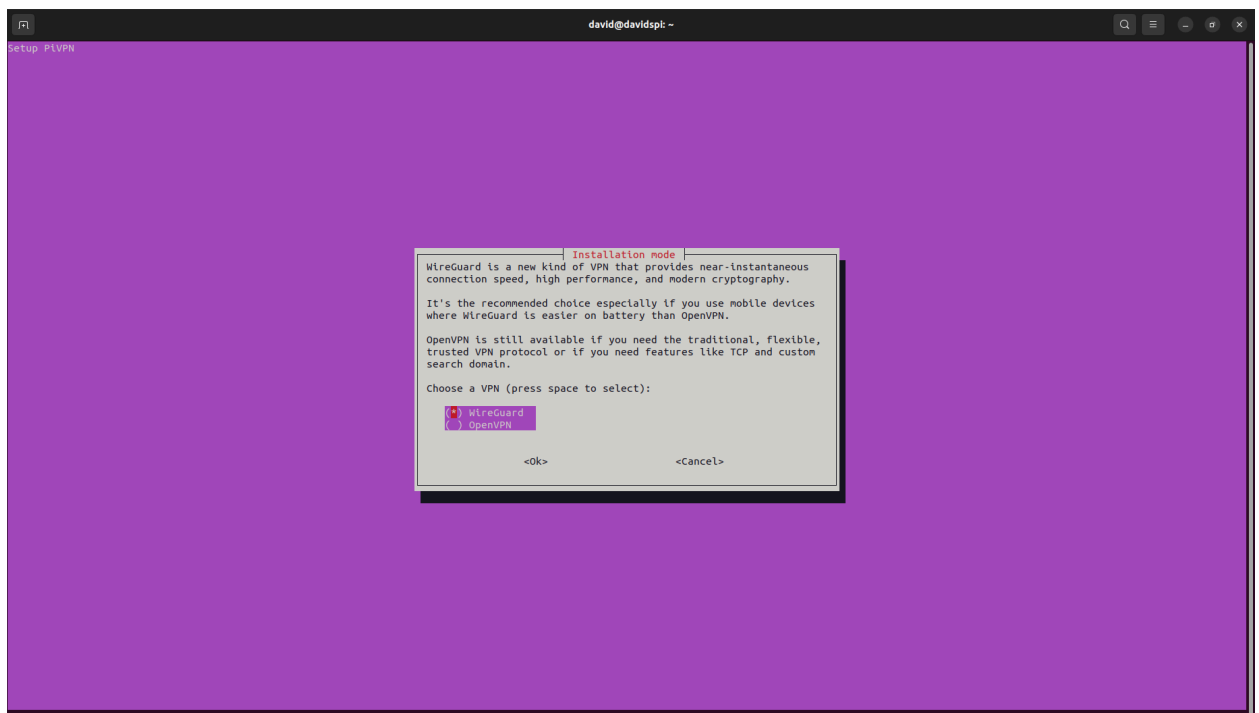 david@davidspi: ~
Setup PiVPN
Installation mode
WireGuard is a new kind of VPN that provides near-instantaneous
connection speed, high performance, and modern cryptography.
It's the recommended choice especially if you use mobile devices
where WireGuard is easier on battery than OpenVPN.
OpenVPN is still available if you need the traditional, flexible,
trusted VPN protocol or if you need features like TCP and custom
search domain.
Choose a VPN (press space to select):
(*) WireGuard
( ) OpenVPN
<Ok> <Cancel>